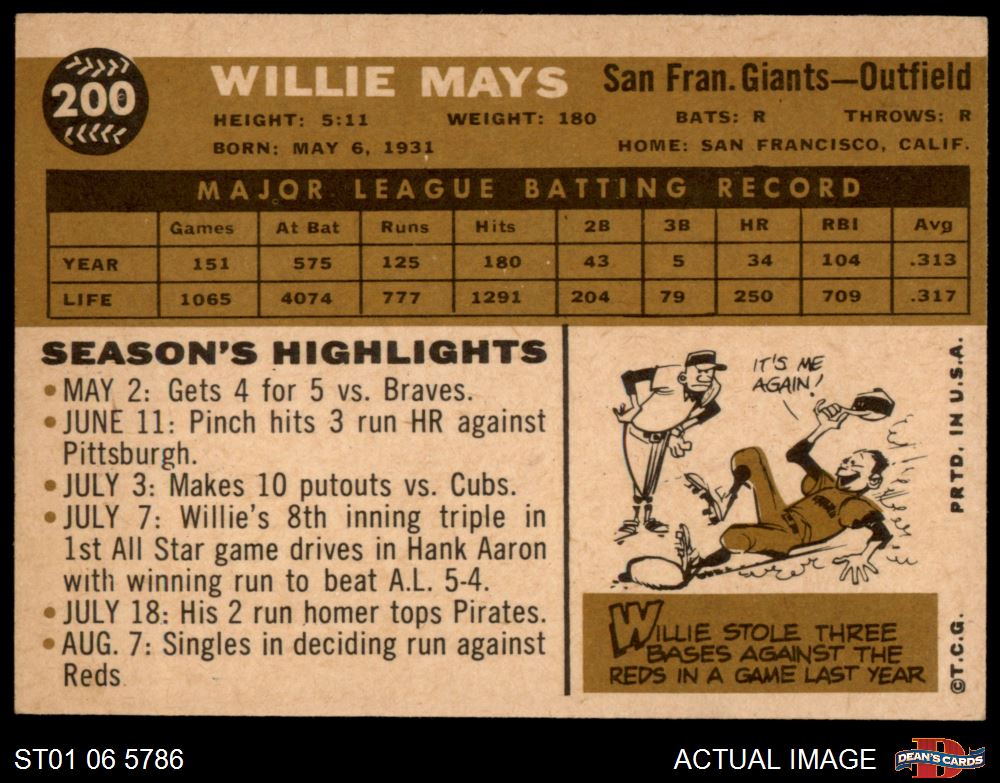 200
WILLIE MAYS
San Fran. Giants—Outfield
HEIGHT: 5:11 WEIGHT: 180 BATS: R THROWS: R
BORN: MAY 6, 1931 HOME: SAN FRANCISCO, CALIF.
MAJOR LEAGUE BATTING RECORD
Games At Bat Runs Hits 2B 3B HR RBI Avg
YEAR 151 575 125 180 43 5 34 104 .313
LIFE 1065 4074 777 1291 204 79 250 709 .317
SEASON'S HIGHLIGHTS
• MAY 2: Gets 4 for 5 vs. Braves.
• JUNE 11: Pinch hits 3 run HR against
Pittsburgh.
• JULY 3: Makes 10 putouts vs. Cubs.
• JULY 7: Willie's 8th inning triple in
1st All Star game drives in Hank Aaron
with winning run to beat A.L. 5-4.
• JULY 18: His 2 run homer tops Pirates.
• AUG. 7: Singles in deciding run against
Reds
IT'S ME
AGAIN!
WILLIE STOLE THREE
BASES AGAINST THE
REDS IN A GAME LAST YEAR
©T.C.G. PRTD. IN U.S.A.
ST01 06 5786
ACTUAL IMAGE
D
DEAN'S CARDS